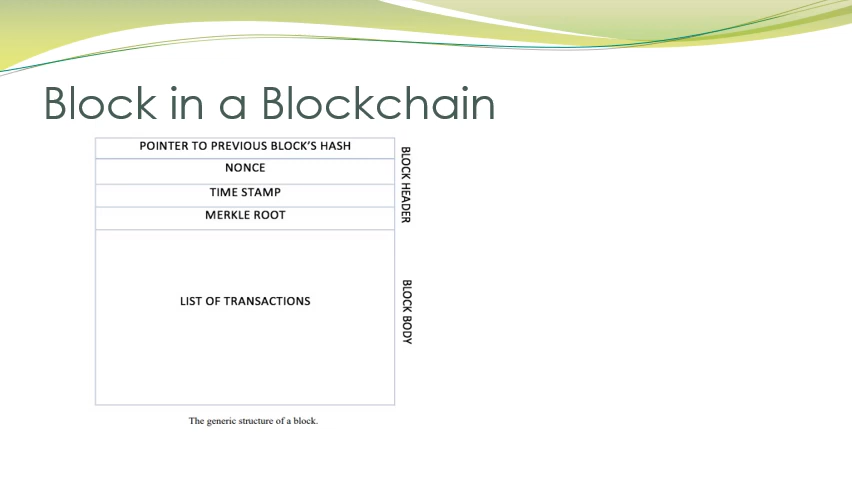 Block in a Blockchain
POINTER TO PREVIOUS BLOCK'S HASH
NONCE
TIME STAMP
MERKLE ROOT
BLOCK HEADER
LIST OF TRANSACTIONS
BLOCK BODY
The generic structure of a block.